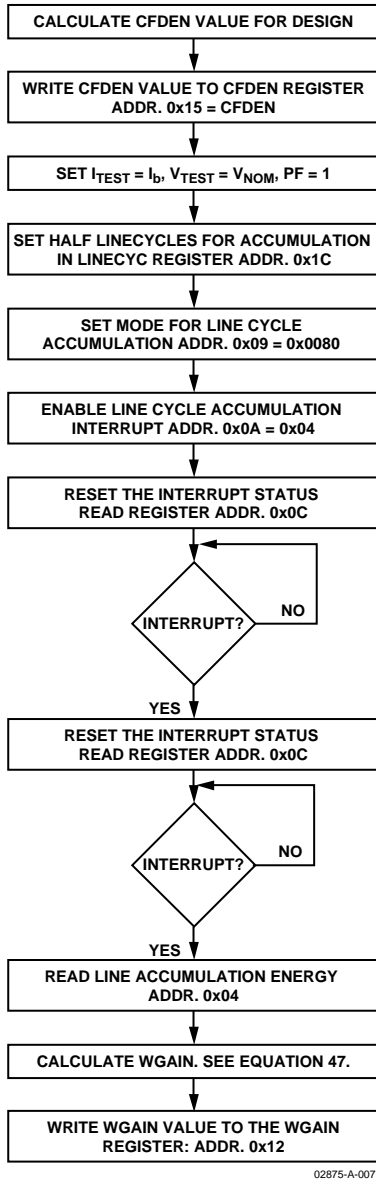 CALCULATE CFDEN VALUE FOR DESIGN
WRITE CFDEN VALUE TO CFDEN REGISTER
ADDR. 0x15 = CFDEN
SET ITEST = Ib, VTEST = VNOM, PF = 1
SET HALF LINECYCLES FOR ACCUMULATION
IN LINECYC REGISTER ADDR. 0x1C
SET MODE FOR LINE CYCLE
ACCUMULATION ADDR. 0x09 = 0x0080
ENABLE LINE CYCLE ACCUMULATION
INTERRUPT ADDR. 0x0A = 0x04
RESET THE INTERRUPT STATUS
READ REGISTER ADDR. 0x0C
INTERRUPT?
NO
YES
RESET THE INTERRUPT STATUS
READ REGISTER ADDR. 0x0C
INTERRUPT?
NO
YES
READ LINE ACCUMULATION ENERGY
ADDR. 0x04
CALCULATE WGAIN. SEE EQUATION 47.
WRITE WGAIN VALUE TO THE WGAIN
REGISTER: ADDR. 0x12
02875-A-007